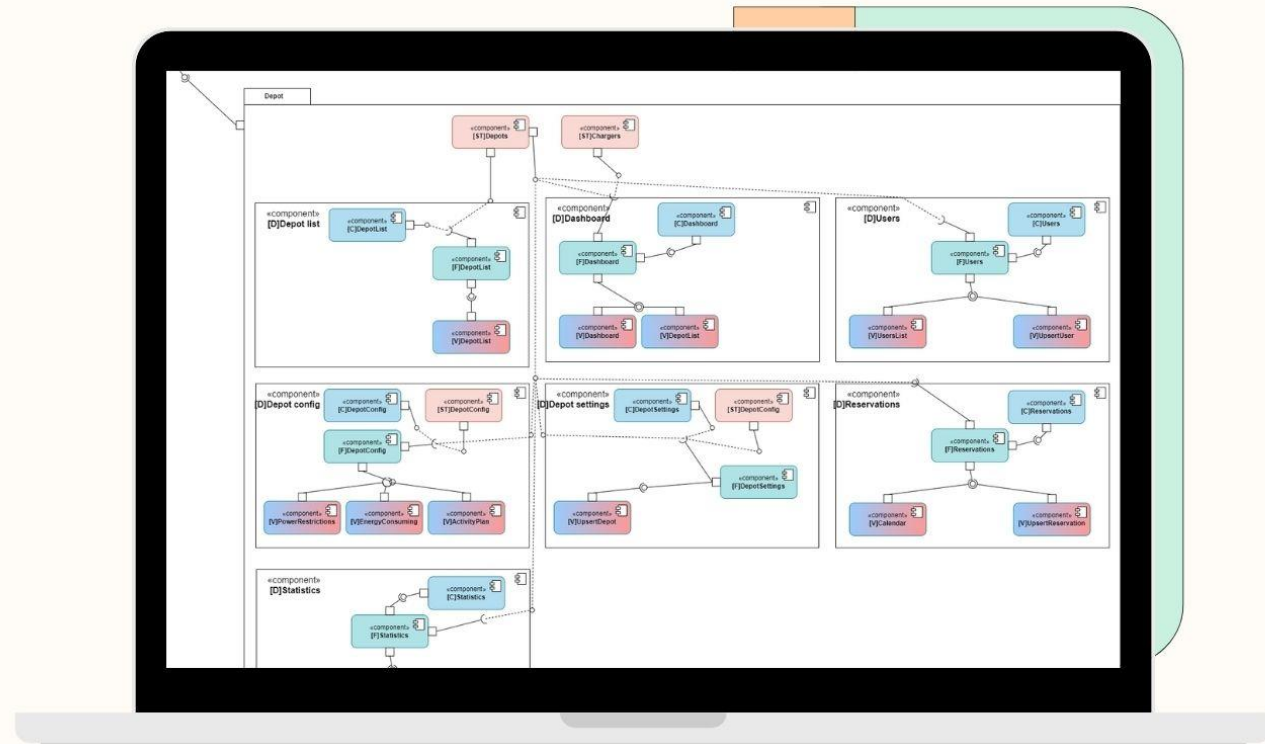 Depot
«component»
[ST]Depots
«component»
[ST]Chargers
«component»
[D]Depot list
«component»
[C]DepotList
«component»
[F]DepotList
«component»
[V]DepotList
«component»
[D]Dashboard
«component»
[C]Dashboard
«component»
[F]Dashboard
«component»
[V]Dashboard
«component»
[V]DepotList
«component»
[D]Users
«component»
[C]Users
«component»
[F]Users
«component»
[V]UsersList
«component»
[V]UpsertUser
«component»
[D]Depot config
«component»
[C]DepotConfig
«component»
[ST]DepotConfig
«component»
[F]DepotConfig
«component»
[V]PowerRestrictions
«component»
[V]EnergyConsuming
«component»
[V]ActivityPlan
«component»
[D]Depot settings
«component»
[C]DepotSettings
«component»
[ST]DepotConfig
«component»
[F]DepotSettings
«component»
[V]UpsertDepot
«component»
[D]Reservations
«component»
[C]Reservations
«component»
[F]Reservations
«component»
[V]Calendar
«component»
[V]UpsertReservation
«component»
[D]Statistics
«component»
[C]Statistics
«component»
[F]Statistics